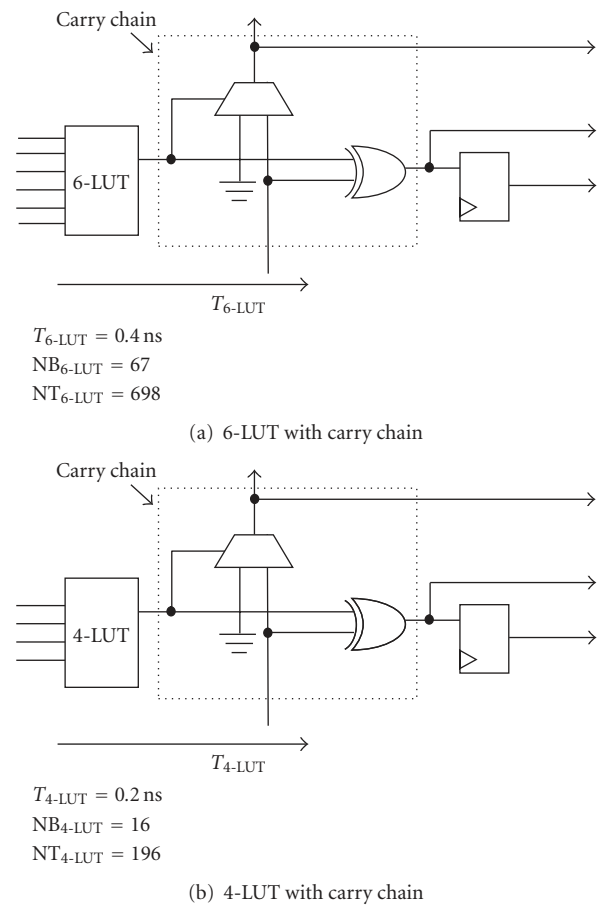 Carry chain
6-LUT
T6-LUT
T6-LUT = 0.4 ns
NB6-LUT = 67
NT6-LUT = 698
(a) 6-LUT with carry chain
Carry chain
4-LUT
T4-LUT
T4-LUT = 0.2 ns
NB4-LUT = 16
NT4-LUT = 196
(b) 4-LUT with carry chain